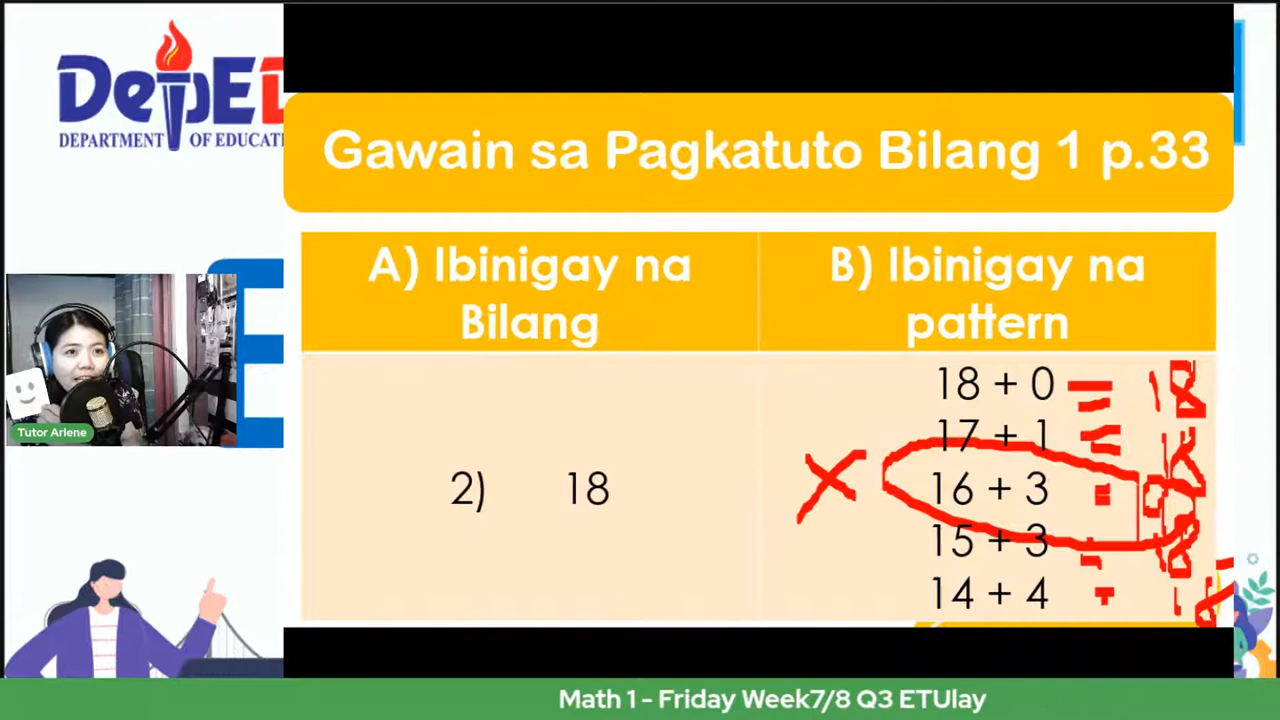 DepED
DEPARTMENT OF EDUCATI
Gawain sa Pagkatuto Bilang 1 p.33
A) Ibinigay na Bilang
B) Ibinigay na pattern
2) 18
18 + 0 = 18
17 + 1 =
16 + 3 =
15 + 3
14 + 4
Tutor Arlene
Math 1 - Friday Week7/8 Q3 ETUlay